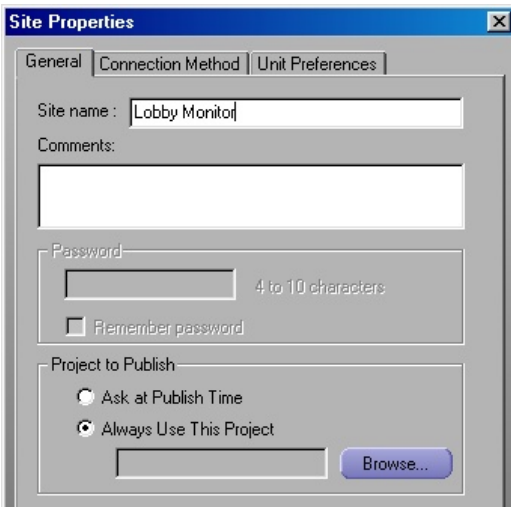 Site Properties
General Connection Method Unit Preferences
Site name : Lobby Monitor
Comments:
Password
4 to 10 characters
Remember password
Project to Publish
Ask at Publish Time
Always Use This Project
Browse...